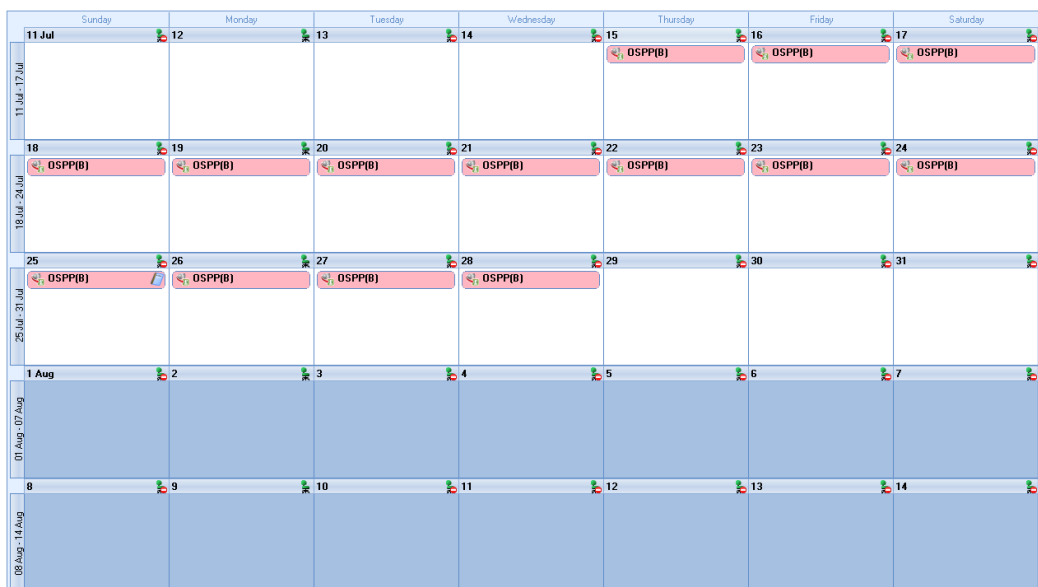 Sunday Monday Tuesday Wednesday Thursday Friday Saturday
11 Jul - 17 Jul
11 Jul 12 13 14 15 16 17
OSPP(B) OSPP(B) OSPP(B)
18 Jul - 24 Jul
18 19 20 21 22 23 24
OSPP(B) OSPP(B) OSPP(B) OSPP(B) OSPP(B) OSPP(B) OSPP(B)
25 Jul - 31 Jul
25 26 27 28 29 30 31
OSPP(B) OSPP(B) OSPP(B) OSPP(B)
01 Aug - 07 Aug
1 Aug 2 3 4 5 6 7
08 Aug - 14 Aug
8 9 10 11 12 13 14